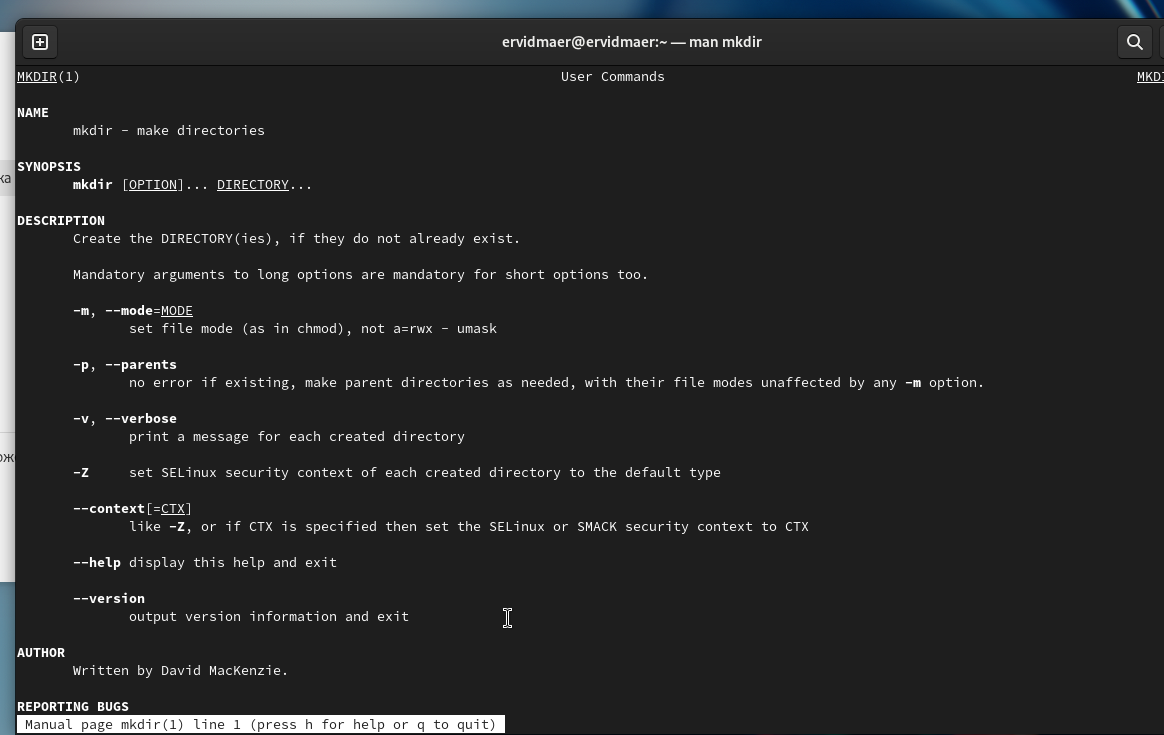 ervidmaer@ervidmaer:~ — man mkdir
MKDIR(1) User Commands MKDI
NAME
mkdir - make directories
SYNOPSIS
mkdir [OPTION]... DIRECTORY...
DESCRIPTION
Create the DIRECTORY(ies), if they do not already exist.
Mandatory arguments to long options are mandatory for short options too.
-m, --mode=MODE
set file mode (as in chmod), not a=rwx - umask
-p, --parents
no error if existing, make parent directories as needed, with their file modes unaffected by any -m option.
-v, --verbose
print a message for each created directory
-Z set SELinux security context of each created directory to the default type
--context[=CTX]
like -Z, or if CTX is specified then set the SELinux or SMACK security context to CTX
--help display this help and exit
--version
output version information and exit
AUTHOR
Written by David MacKenzie.
REPORTING BUGS
Manual page mkdir(1) line 1 (press h for help or q to quit)